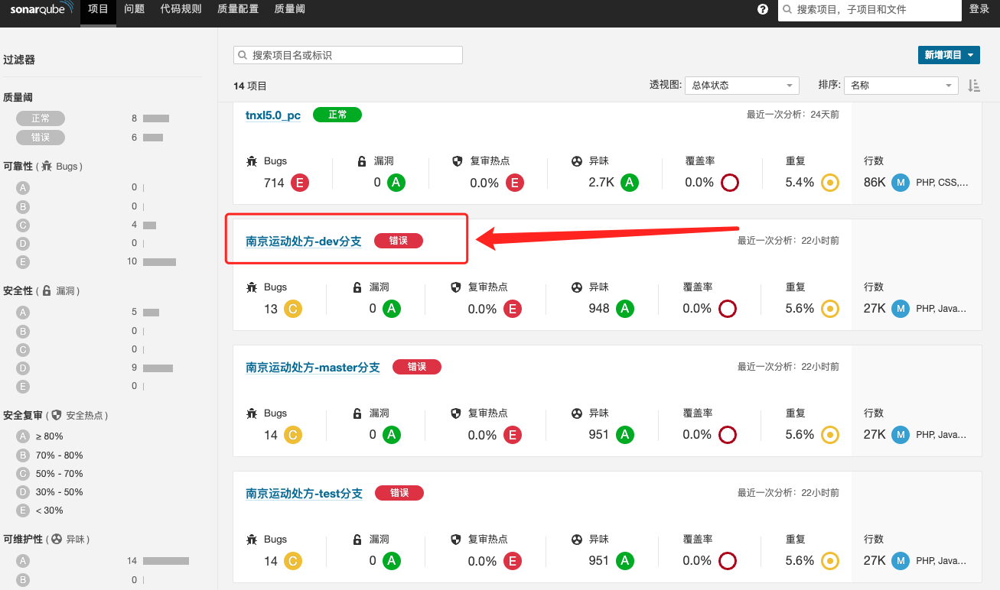 sonarqube 项目 问题 代码规则 质量配置 质量阈 ? 搜索项目，子项目和文件 登录
过滤器
质量阈
正常 8
错误 6
可靠性 ( Bugs )
A 0
B 0
C 4
D 0
E 10
安全性 ( 漏洞 )
A 5
B 0
C 0
D 9
E 0
安全复审 ( 安全热点 )
A ≥ 80%
B 70% - 80%
C 50% - 70%
D 30% - 50%
E < 30%
可维护性 ( 异味 )
A 14
B 0
搜索项目名或标识 新增项目
14 项目 透视图: 总体状态 排序: 名称
tnxl5.0_pc 正常 最近一次分析：24天前
Bugs 漏洞 复审热点 异味 覆盖率 重复 行数
714 E 0 A 0.0% E 2.7K A 0.0% 5.4% 86K M PHP, CSS,...
南京运动处方-dev分支 错误 最近一次分析：22小时前
Bugs 漏洞 复审热点 异味 覆盖率 重复 行数
13 C 0 A 0.0% E 948 A 0.0% 5.6% 27K M PHP, Java...
南京运动处方-master分支 错误 最近一次分析：22小时前
Bugs 漏洞 复审热点 异味 覆盖率 重复 行数
14 C 0 A 0.0% E 951 A 0.0% 5.6% 27K M PHP, Java...
南京运动处方-test分支 错误 最近一次分析：22小时前
Bugs 漏洞 复审热点 异味 覆盖率 重复 行数
14 C 0 A 0.0% E 951 A 0.0% 5.6% 27K M PHP, Java...